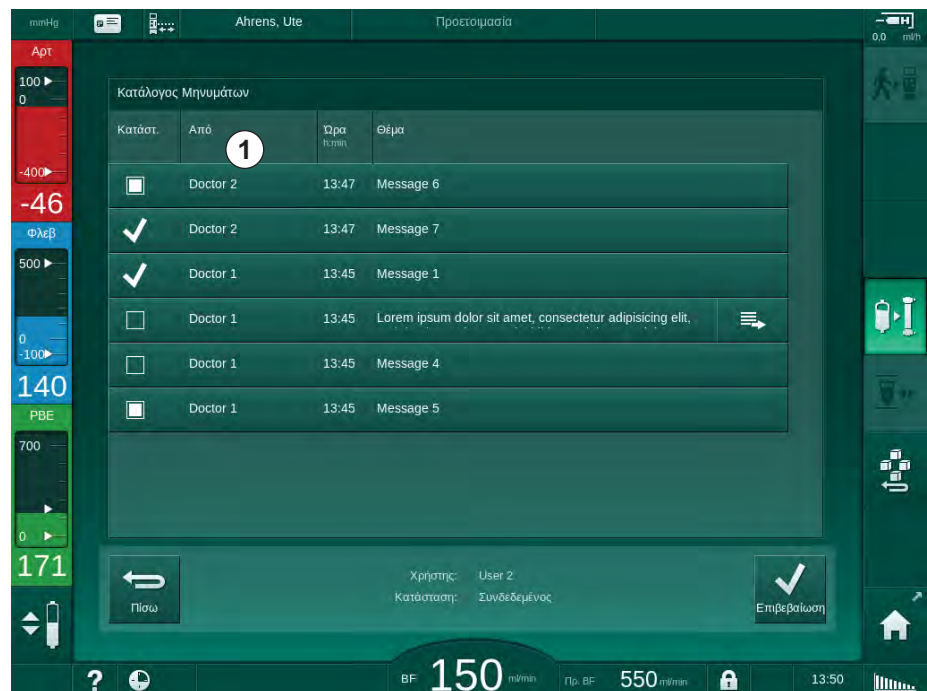 mmHg
Ahrens, Ute
Προετοιμασία
0,0 ml/h
Αρτ
100
0
-400
-46
Φλεβ
500
0
-100
140
PBE
700
0
171
Κατάλογος Μηνυμάτων
Κατάστ. Από Ώρα h:min Θέμα
1
Doctor 2 13:47 Message 6
Doctor 2 13:47 Message 7
Doctor 1 13:45 Message 1
Doctor 1 13:45 Lorem ipsum dolor sit amet, consectetur adipisicing elit,
Doctor 1 13:45 Message 4
Doctor 1 13:45 Message 5
Πίσω
Χρήστης: User 2
Κατάσταση: Συνδεδεμένος
Επιβεβαίωση
? BF 150 ml/min Πρ. BF 550 ml/min 13:50